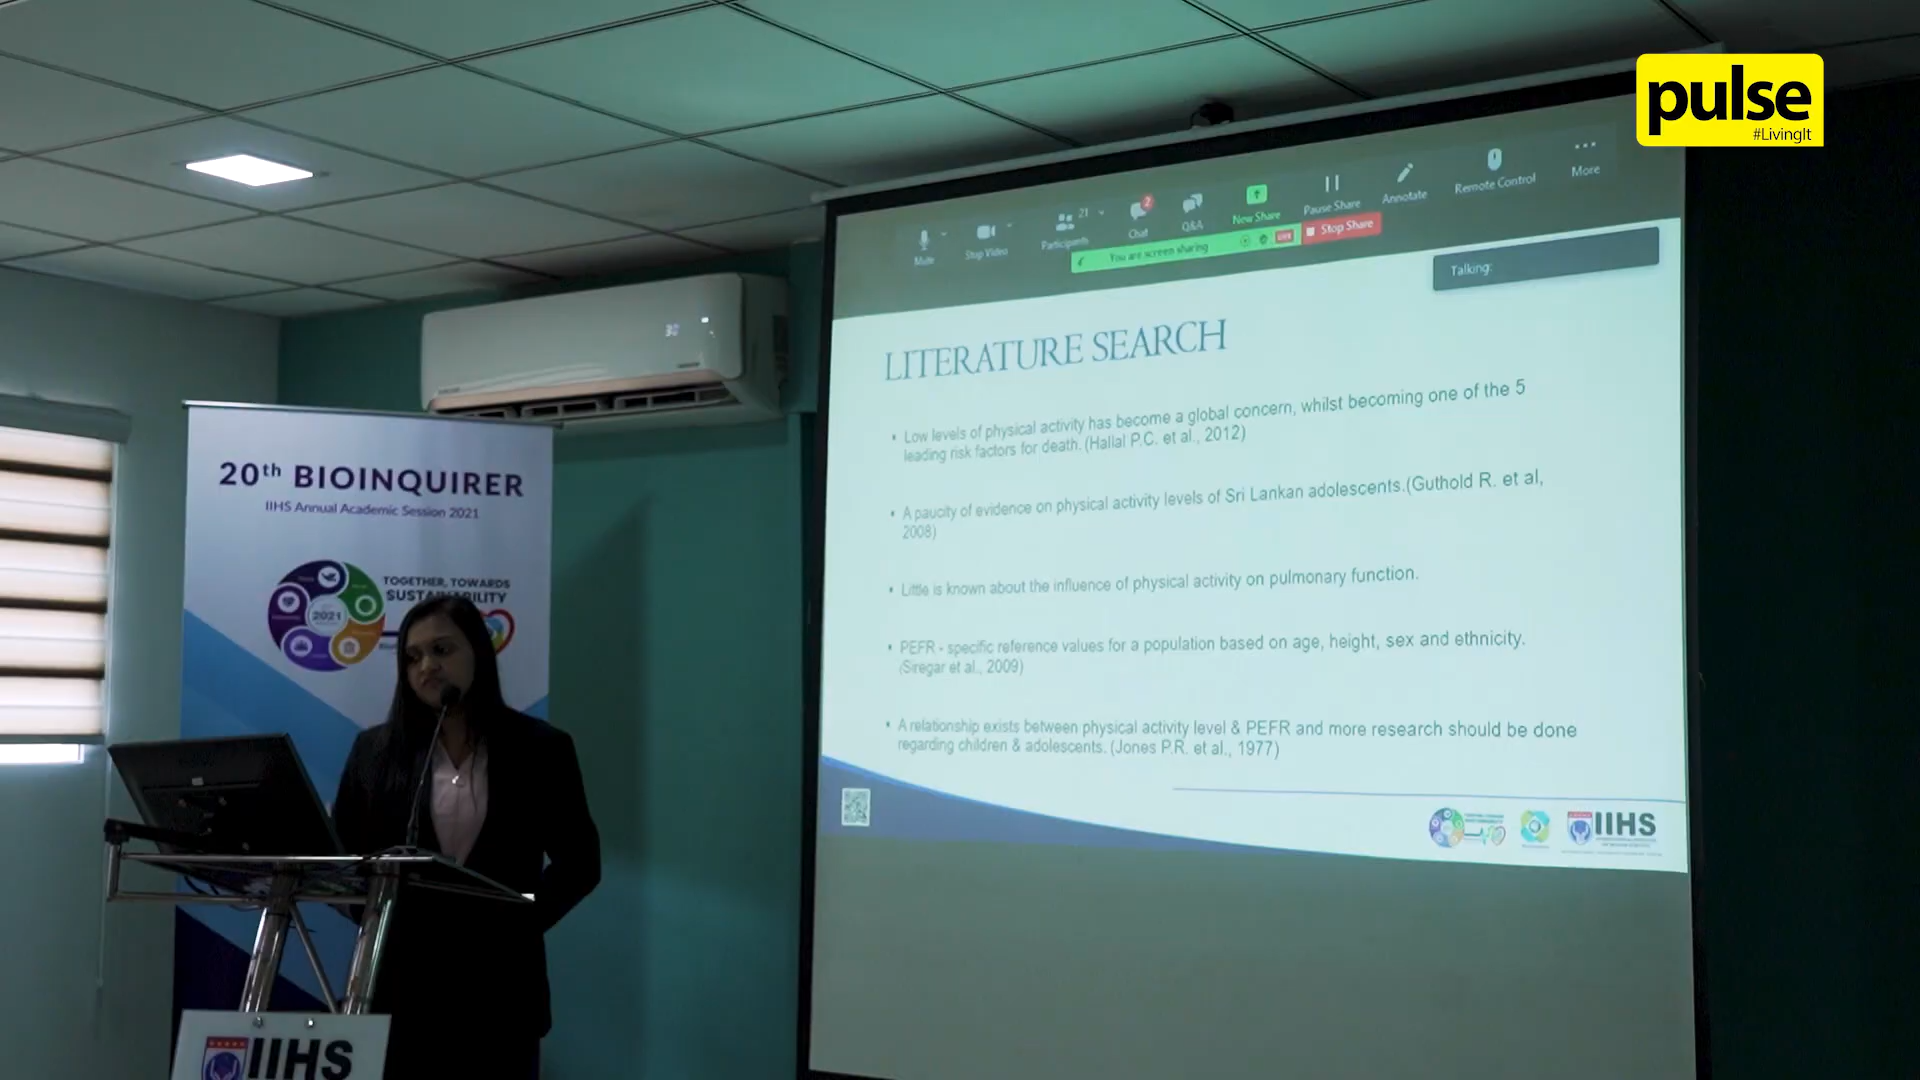 pulse
#LivingIt
Mute
Stop Video
Participants
21
Chat
2
Q&A
New Share
Pause Share
Annotate
Remote Control
More
You are screen sharing
LIVE
Stop Share
Talking:
LITERATURE SEARCH
• Low levels of physical activity has become a global concern, whilst becoming one of the 5
leading risk factors for death. (Hallal P.C. et al., 2012)
• A paucity of evidence on physical activity levels of Sri Lankan adolescents.(Guthold R. et al,
2008)
• Little is known about the influence of physical activity on pulmonary function.
• PEFR - specific reference values for a population based on age, height, sex and ethnicity.
(Siregar et al., 2009)
• A relationship exists between physical activity level & PEFR and more research should be done
regarding children & adolescents. (Jones P.R. et al., 1977)
IIHS
20th BIOINQUIRER
IIHS Annual Academic Session 2021
TOGETHER, TOWARDS
SUSTAINABILITY
2021
IIHS